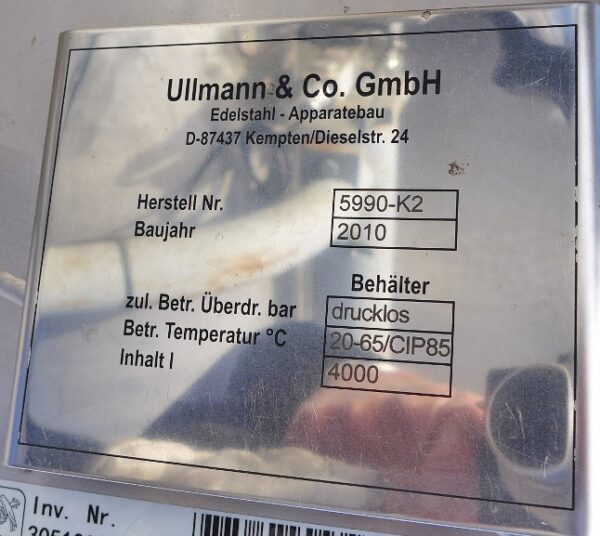 Ullmann & Co. GmbH
Edelstahl - Apparatebau
D-87437 Kempten/Dieselstr. 24
Herstell Nr. 5990-K2
Baujahr 2010
Behälter
zul. Betr. Überdr. bar drucklos
Betr. Temperatur °C 20-65/CIP85
Inhalt l 4000
Inv. Nr.